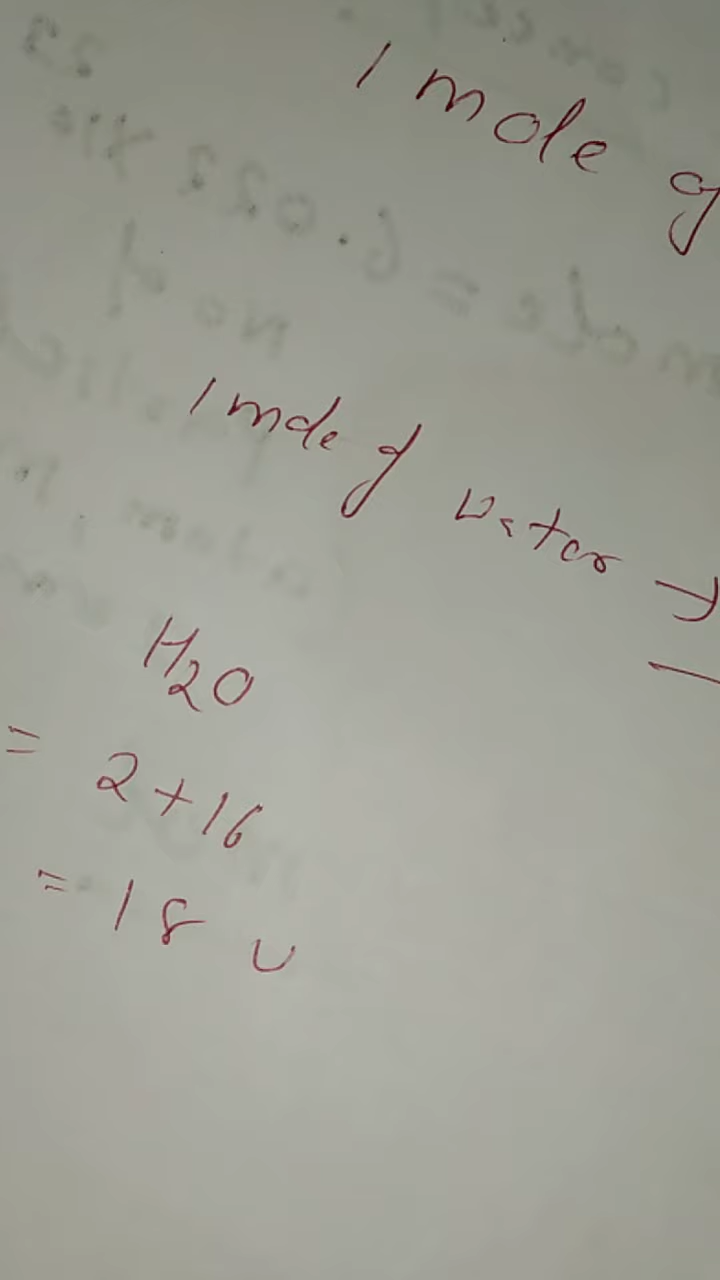 1 mole of
1 mole of water →
H2O
= 2 + 16
= 18 u